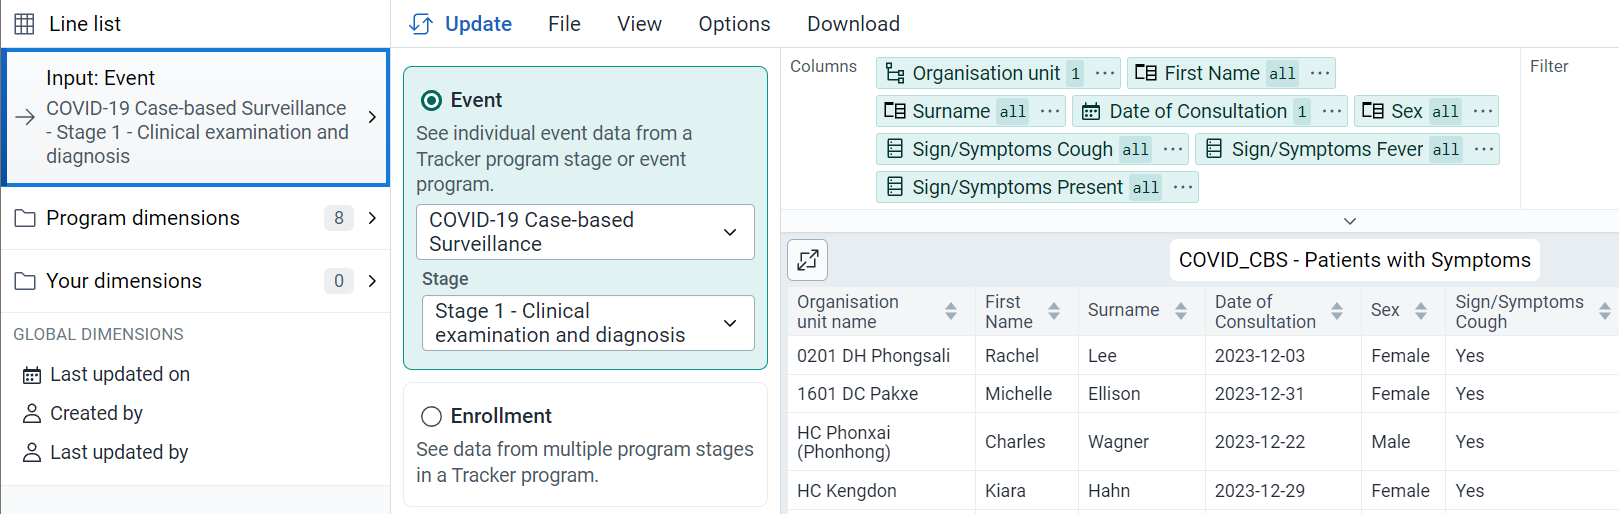 Line list
Update File View Options Download
Input: Event
COVID-19 Case-based Surveillance
- Stage 1 - Clinical examination and
diagnosis
Program dimensions 8
Your dimensions 0
GLOBAL DIMENSIONS
Last updated on
Created by
Last updated by
Event
See individual event data from a
Tracker program stage or event
program.
COVID-19 Case-based
Surveillance
Stage
Stage 1 - Clinical
examination and diagnosis
Enrollment
See data from multiple program stages
in a Tracker program.
Columns
Organisation unit 1 ··· First Name all ···
Surname all ··· Date of Consultation 1 ··· Sex all ···
Sign/Symptoms Cough all ··· Sign/Symptoms Fever all ···
Sign/Symptoms Present all ···
Filter
COVID_CBS - Patients with Symptoms
Organisation
unit name
First
Name
Surname
Date of
Consultation
Sex
Sign/Symptoms
Cough
0201 DH Phongsali Rachel Lee 2023-12-03 Female Yes
1601 DC Pakxe Michelle Ellison 2023-12-31 Female Yes
HC Phonxai
(Phonhong) Charles Wagner 2023-12-22 Male Yes
HC Kengdon Kiara Hahn 2023-12-29 Female Yes